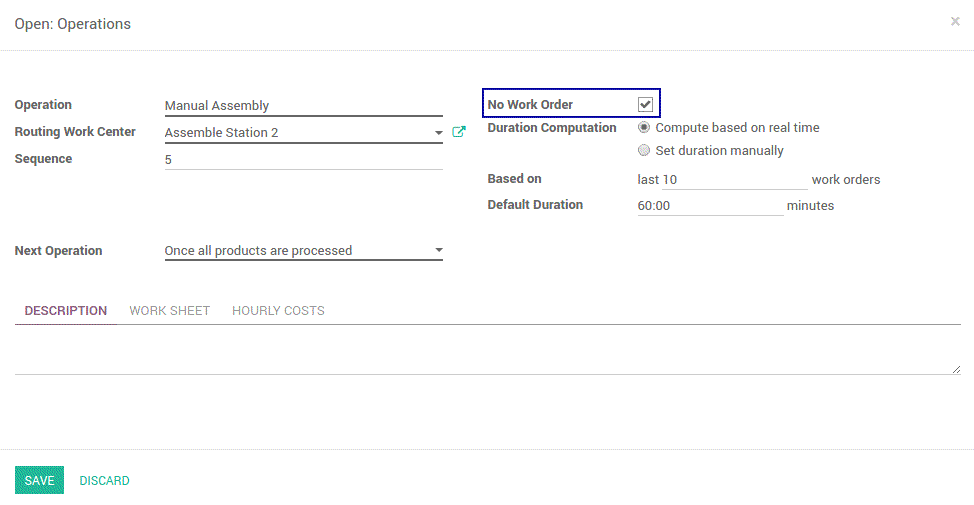 Open: Operations ×
Operation Manual Assembly
Routing Work Center Assemble Station 2
Sequence 5
No Work Order
Duration Computation Compute based on real time
Set duration manually
Based on last 10 work orders
Default Duration 60:00 minutes
Next Operation Once all products are processed
DESCRIPTION WORK SHEET HOURLY COSTS
SAVE DISCARD